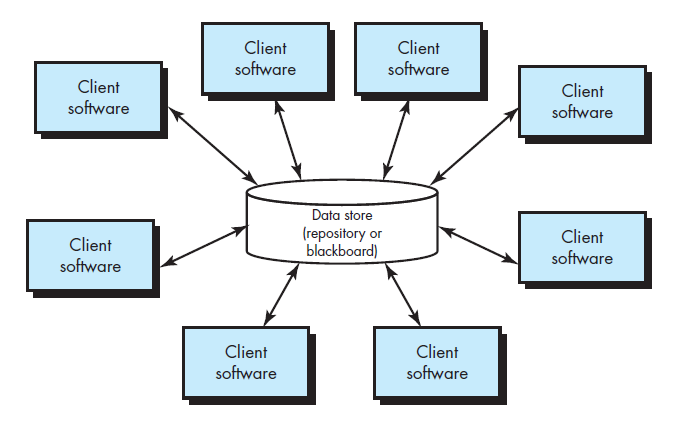 Client
software
Client
software
Client
software
Client
software
Data store
(repository or
blackboard)
Client
software
Client
software
Client
software
Client
software